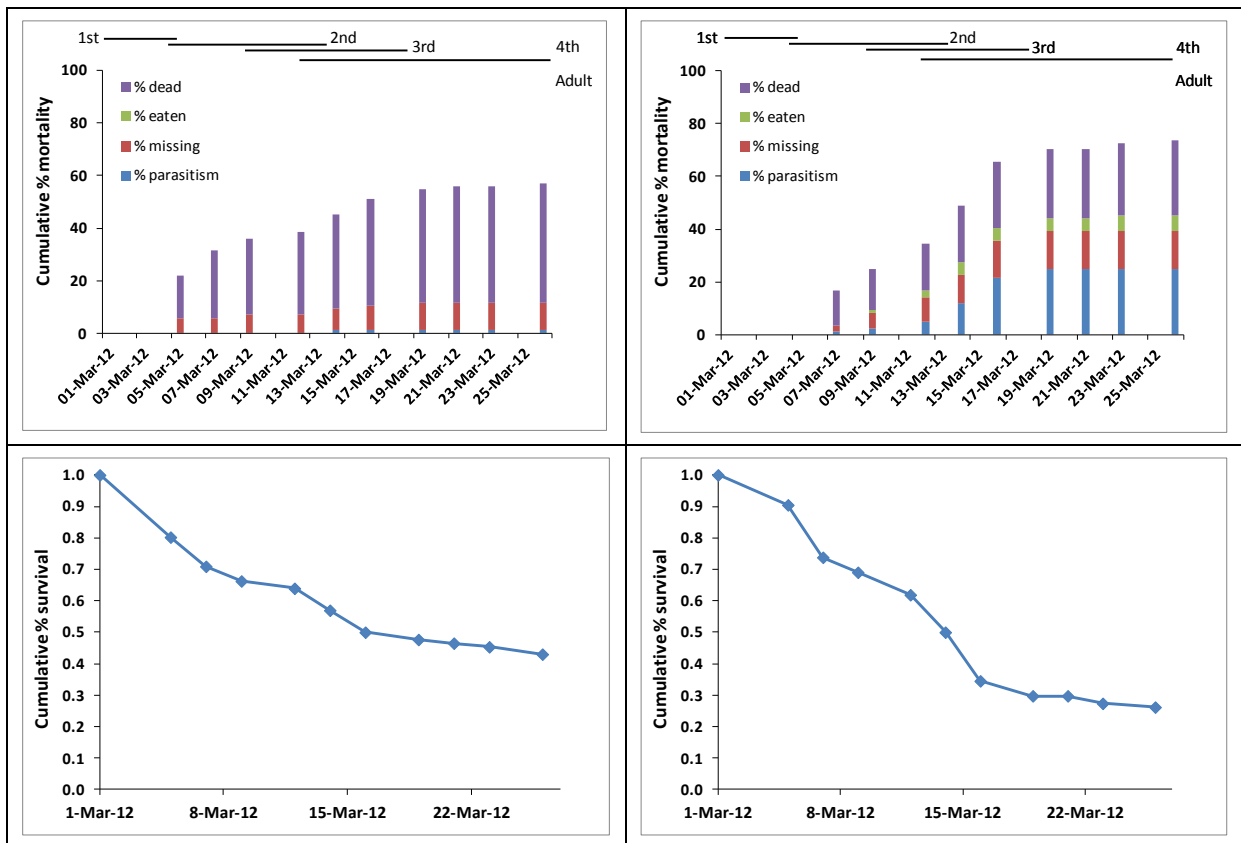 1st
2nd
3rd
4th
Adult
Cumulative % mortality
100
80
60
40
20
0
% dead
% eaten
% missing
% parasitism
01-Mar-12
03-Mar-12
05-Mar-12
07-Mar-12
09-Mar-12
11-Mar-12
13-Mar-12
15-Mar-12
17-Mar-12
19-Mar-12
21-Mar-12
23-Mar-12
25-Mar-12
1st
2nd
3rd
4th
Adult
Cumulative % mortality
100
80
60
40
20
0
% dead
% eaten
% missing
% parasitism
01-Mar-12
03-Mar-12
05-Mar-12
07-Mar-12
09-Mar-12
11-Mar-12
13-Mar-12
15-Mar-12
17-Mar-12
19-Mar-12
21-Mar-12
23-Mar-12
25-Mar-12
Cumulative % survival
1.0
0.9
0.8
0.7
0.6
0.5
0.4
0.3
0.2
0.1
0.0
1-Mar-12
8-Mar-12
15-Mar-12
22-Mar-12
Cumulative % survival
1.0
0.9
0.8
0.7
0.6
0.5
0.4
0.3
0.2
0.1
0.0
1-Mar-12
8-Mar-12
15-Mar-12
22-Mar-12